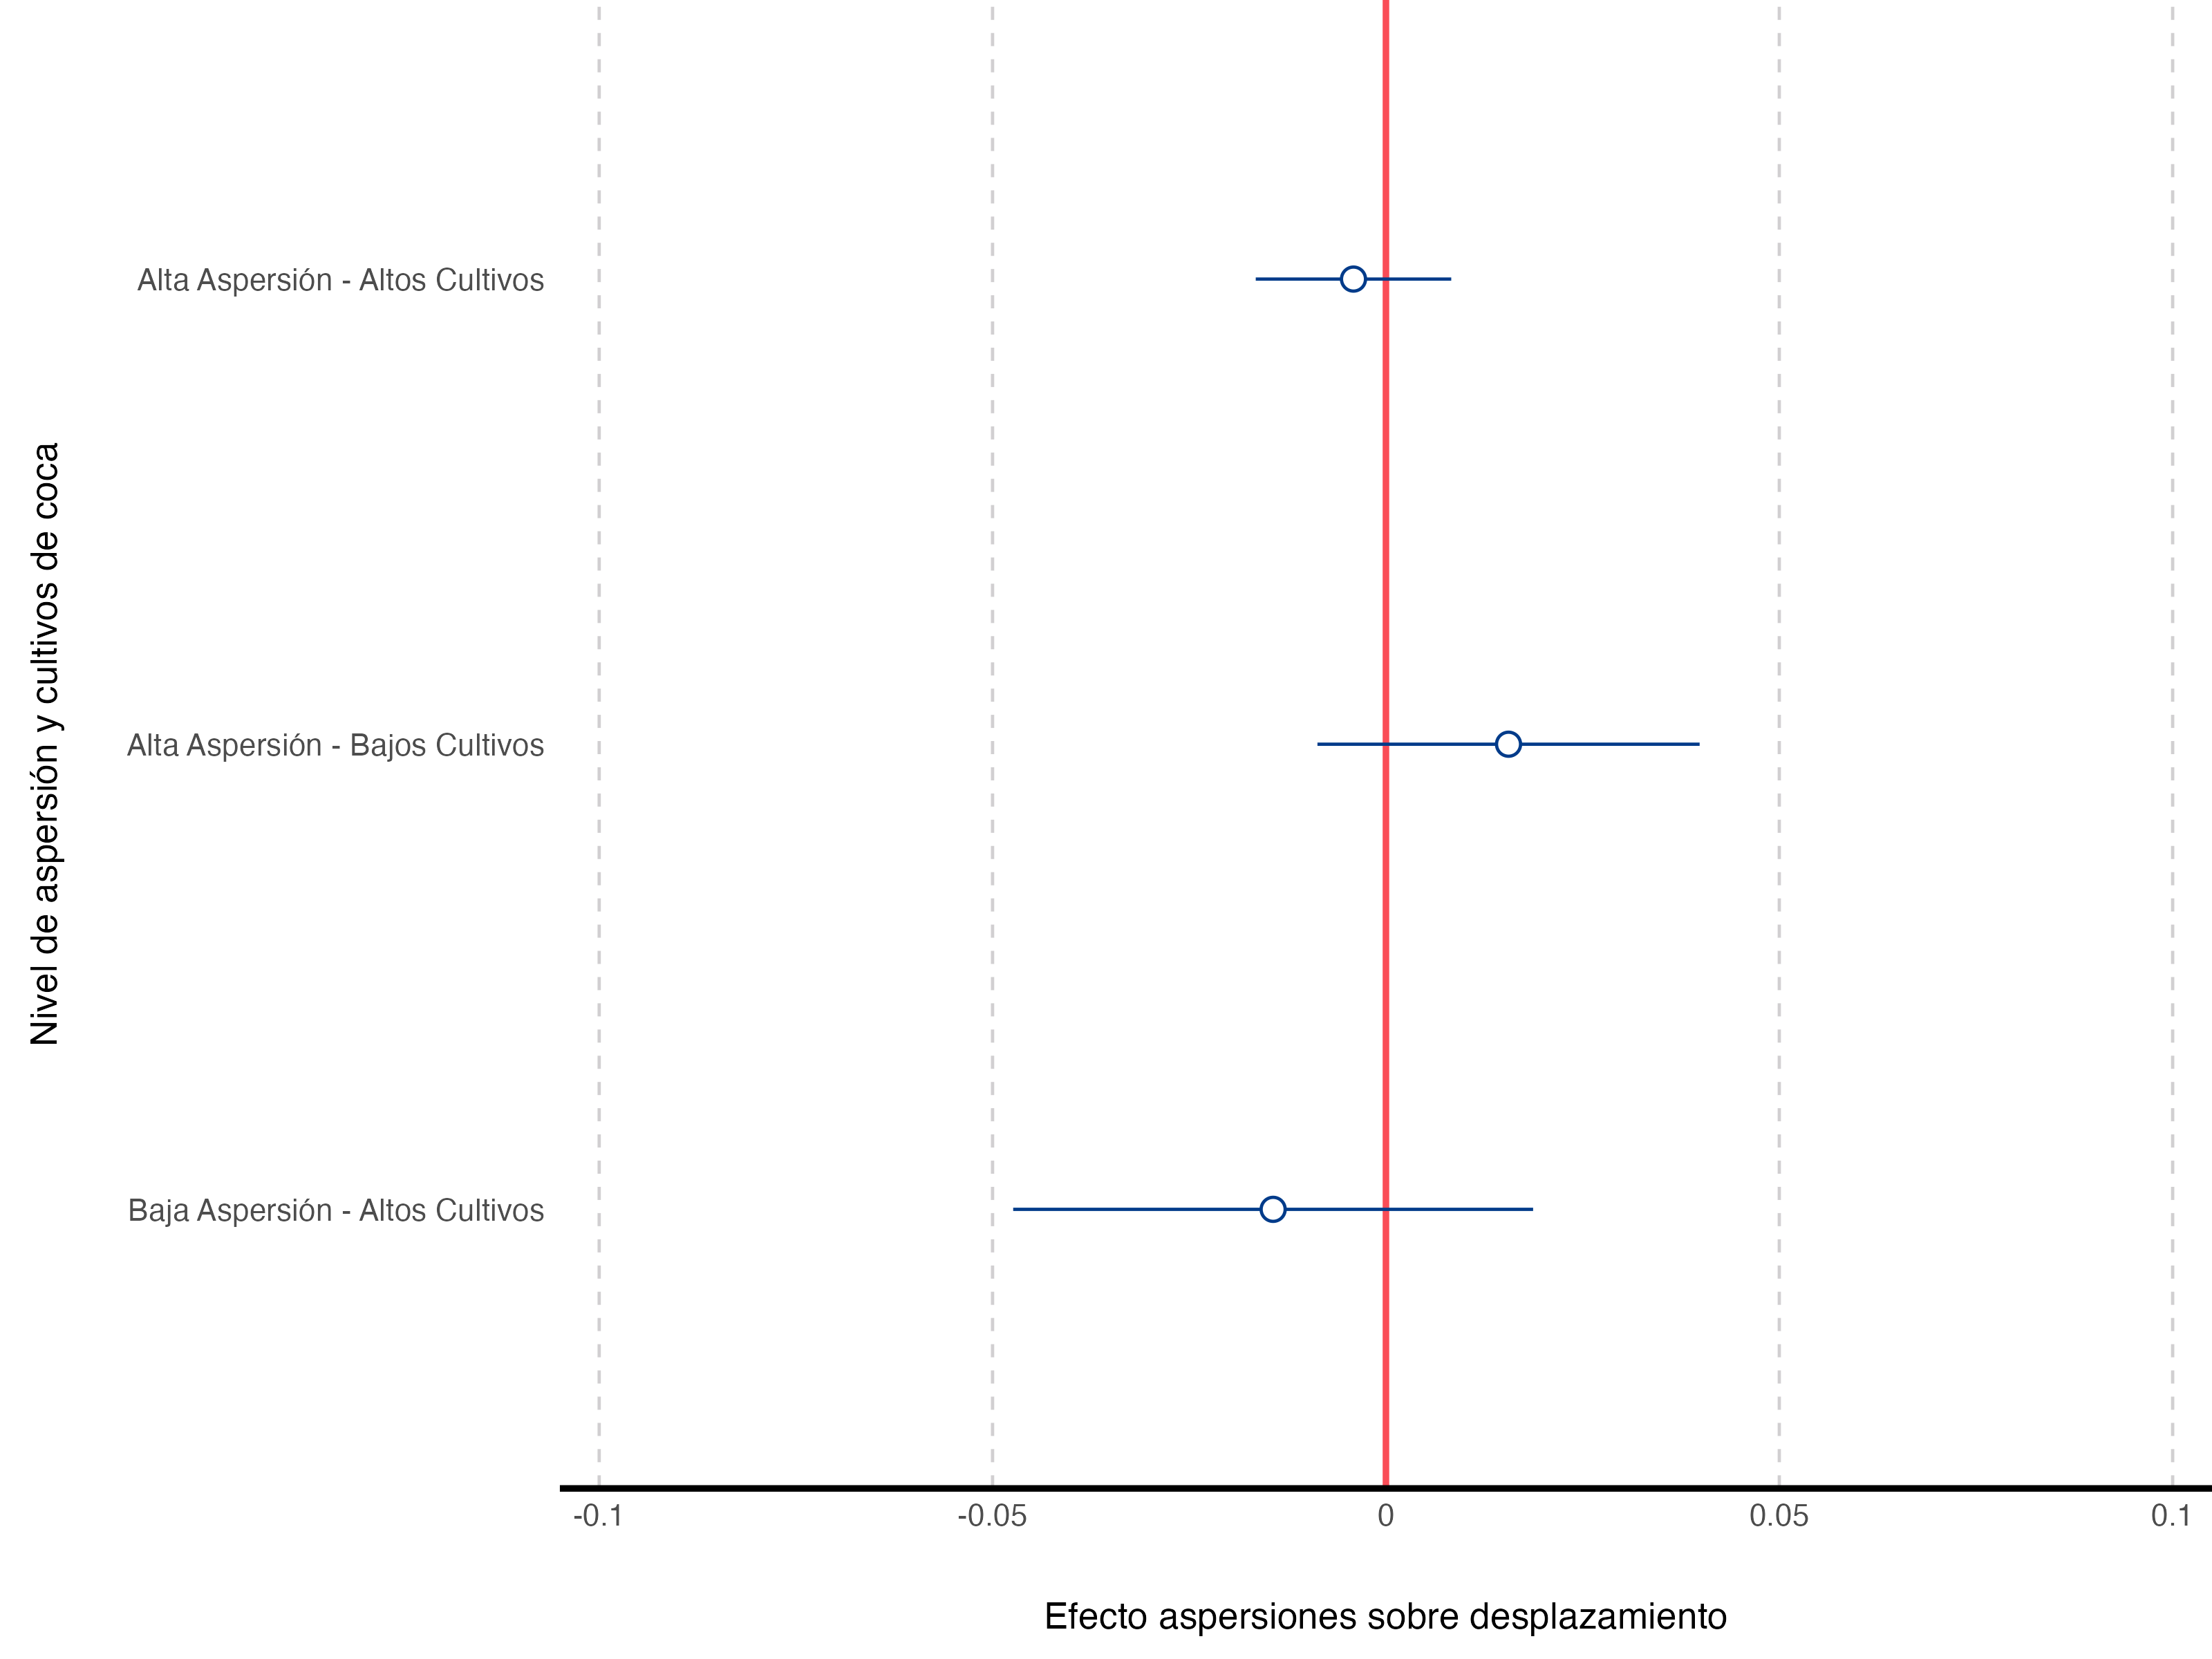 Nivel de aspersión y cultivos de coca
Alta Aspersión - Altos Cultivos
Alta Aspersión - Bajos Cultivos
Baja Aspersión - Altos Cultivos
-0.1 -0.05 0 0.05 0.1
Efecto aspersiones sobre desplazamiento